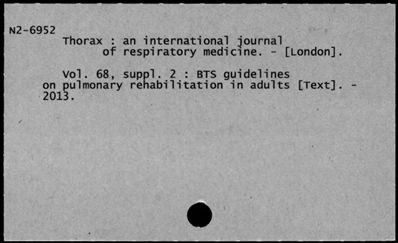 N2-6952
Thorax : an international journal
of respiratory medicine. - [London].
Vol. 68, suppl. 2 : BTS guidelines
on pulmonary rehabilitation in adults [Text]. -
2013.